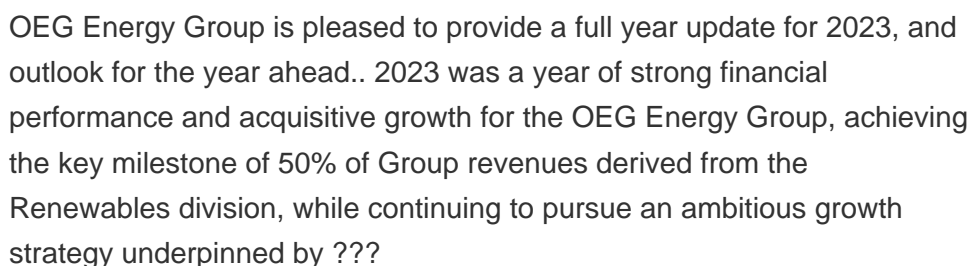 OEG Energy Group is pleased to provide a full year update for 2023, and
outlook for the year ahead.. 2023 was a year of strong financial
performance and acquisitive growth for the OEG Energy Group, achieving
the key milestone of 50% of Group revenues derived from the
Renewables division, while continuing to pursue an ambitious growth
strategy underpinned by ???